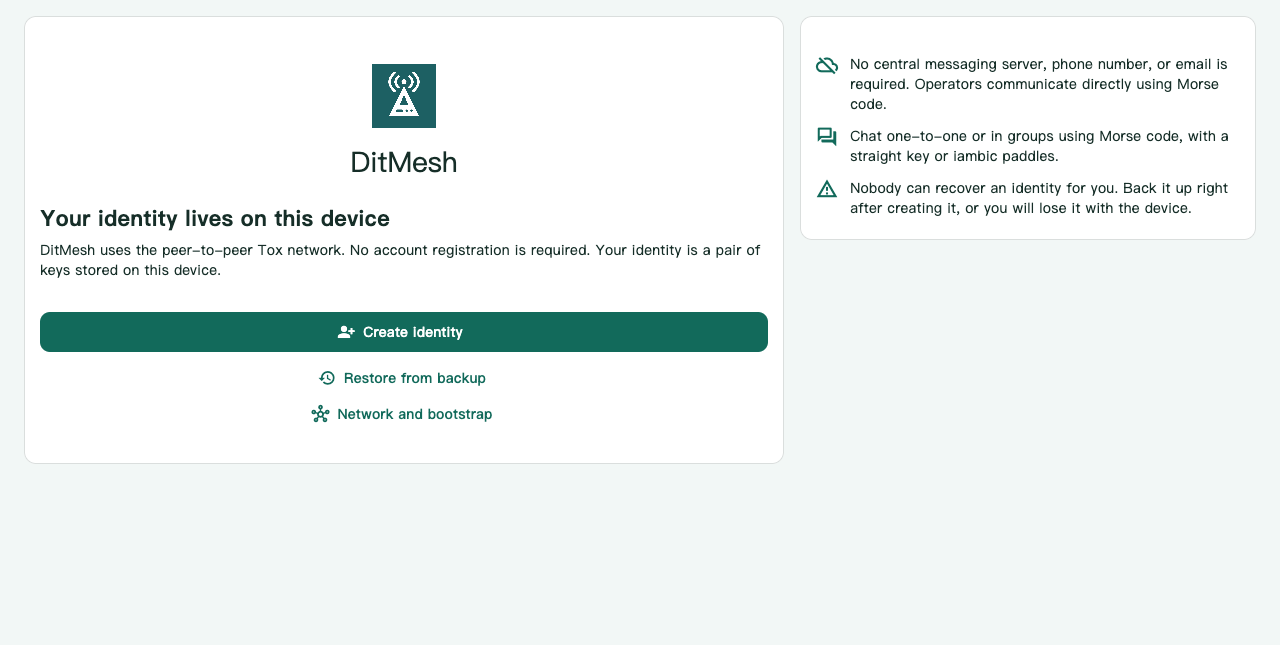 DitMesh
Your identity lives on this device
DitMesh uses the peer-to-peer Tox network. No account registration is required. Your identity is a pair of
keys stored on this device.
Create identity
Restore from backup
Network and bootstrap
No central messaging server, phone number, or email is
required. Operators communicate directly using Morse
code.
Chat one-to-one or in groups using Morse code, with a
straight key or iambic paddles.
Nobody can recover an identity for you. Back it up right
after creating it, or you will lose it with the device.